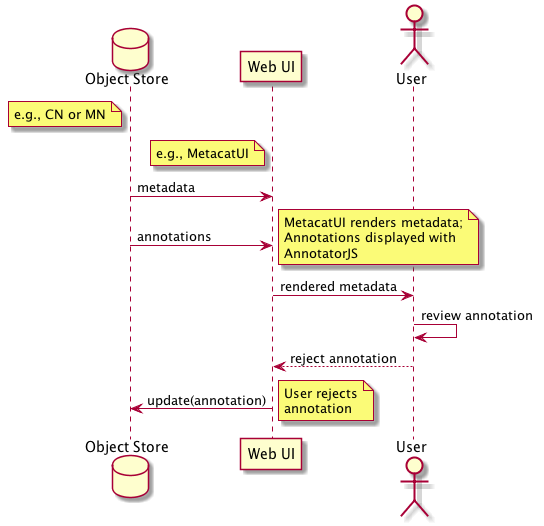 Object Store
Web UI
User
e.g., CN or MN
e.g., MetacatUI
metadata
MetacatUI renders metadata;
Annotations displayed with
AnnotatorJS
annotations
rendered metadata
review annotation
reject annotation
User rejects
annotation
update(annotation)
Object Store
Web UI
User